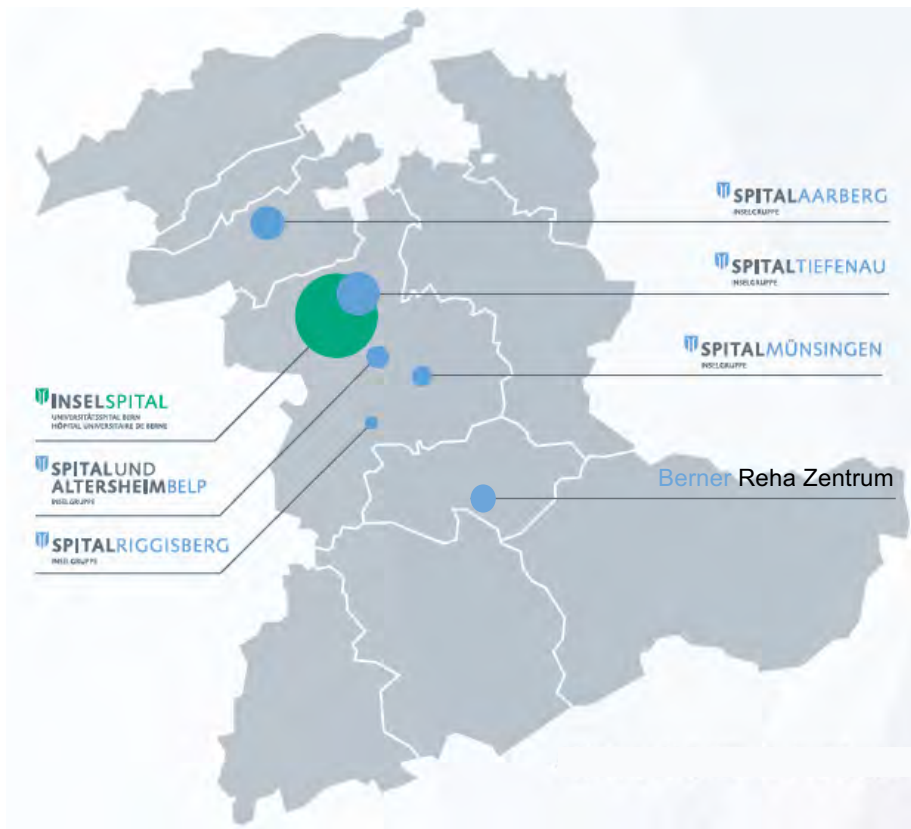 SPITALAARBERG
INSELGRUPPE
SPITALTIEFENAU
INSELGRUPPE
SPITALMÜNSINGEN
INSELGRUPPE
INSELSPITAL
UNIVERSITÄTSSPITAL BERN
HÔPITAL UNIVERSITAIRE DE BERNE
SPITALUND
ALTERSHEIMBELP
INSELGRUPPE
Berner Reha Zentrum
SPITALRIGGISBERG
INSELGRUPPE